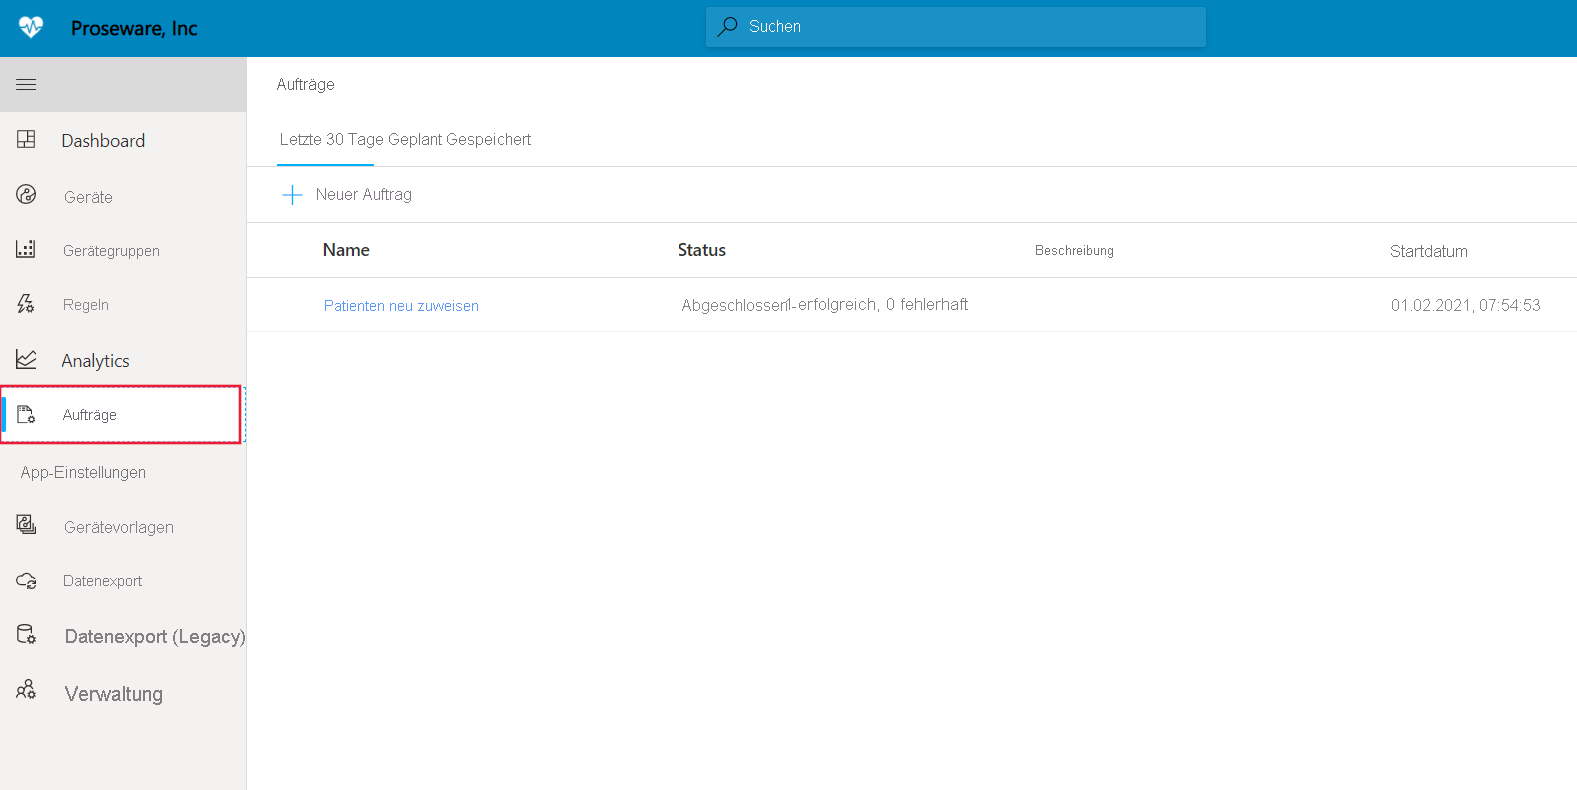 Proseware, Inc
Suchen
Dashboard
Geräte
Gerätegruppen
Regeln
Analytics
Aufträge
App-Einstellungen
Gerätevorlagen
Datenexport
Datenexport (Legacy)
Verwaltung
Aufträge
Letzte 30 Tage Geplant Gespeichert
Neuer Auftrag
Name Status Beschreibung Startdatum
Patienten neu zuweisen Abgeschlossen1-erfolgreich, 0 fehlerhaft 01.02.2021, 07:54:53